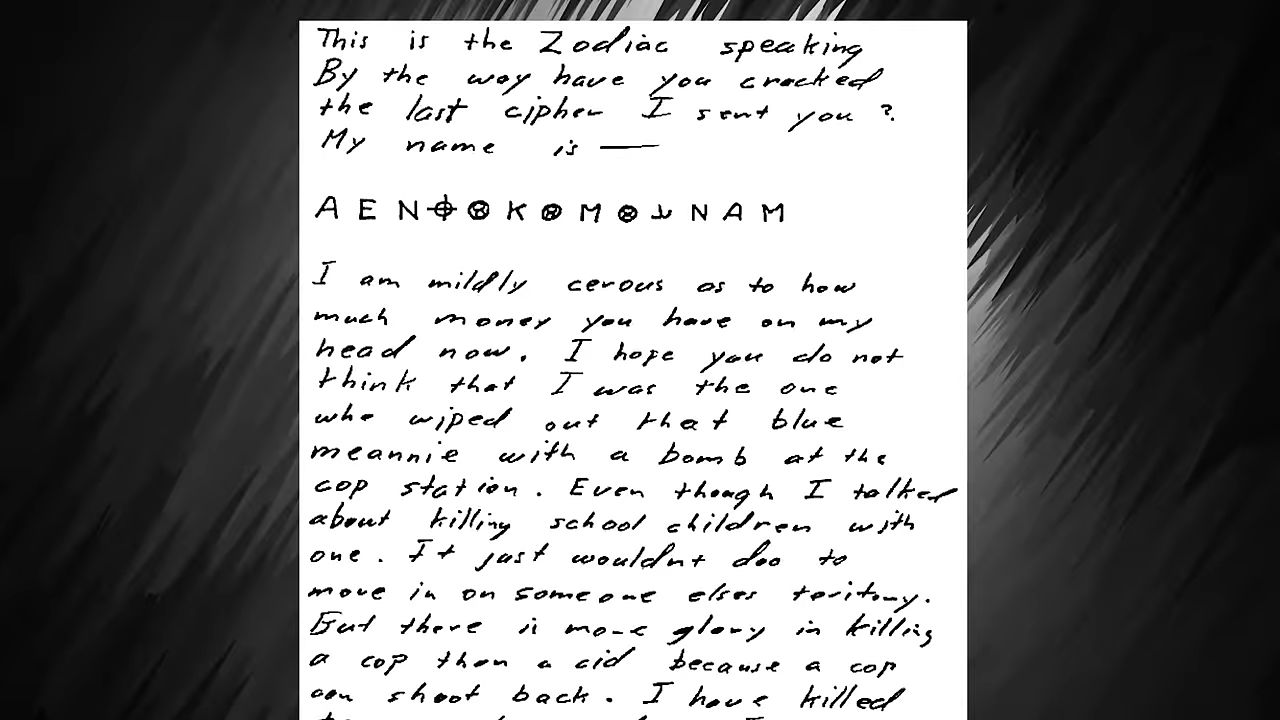 This is the Zodiac speaking
By the way have you cracked
the last cipher I sent you?
My name is —
A E N ⌖ ⊗ K ⊗ M ⊗ ⅃ N A M
I am mildly cerous as to how
much money you have on my
head now. I hope you do not
think that I was the one
who wiped out that blue
meannie with a bomb at the
cop station. Even though I talked
about killing school children with
one. It just wouldnt doo to
move in on someone elses teritory.
But there is more glory in killing
a cop than a cid because a cop
can shoot back. I have killed